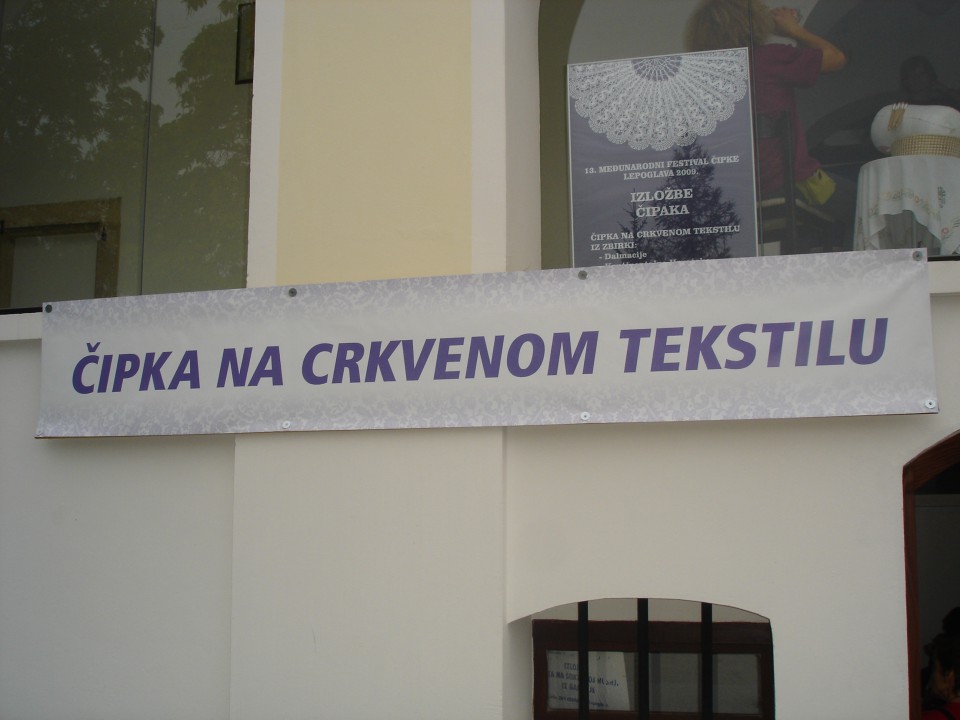 13. MEĐUNARODNI FESTIVAL ČIPKE
LEPOGLAVA 2009.
IZLOŽBE
ČIPAKA
ČIPKA NA CRKVENOM TEKSTILU
IZ ZBIRKI:
- Dalmacije
ČIPKA NA CRKVENOM TEKSTILU